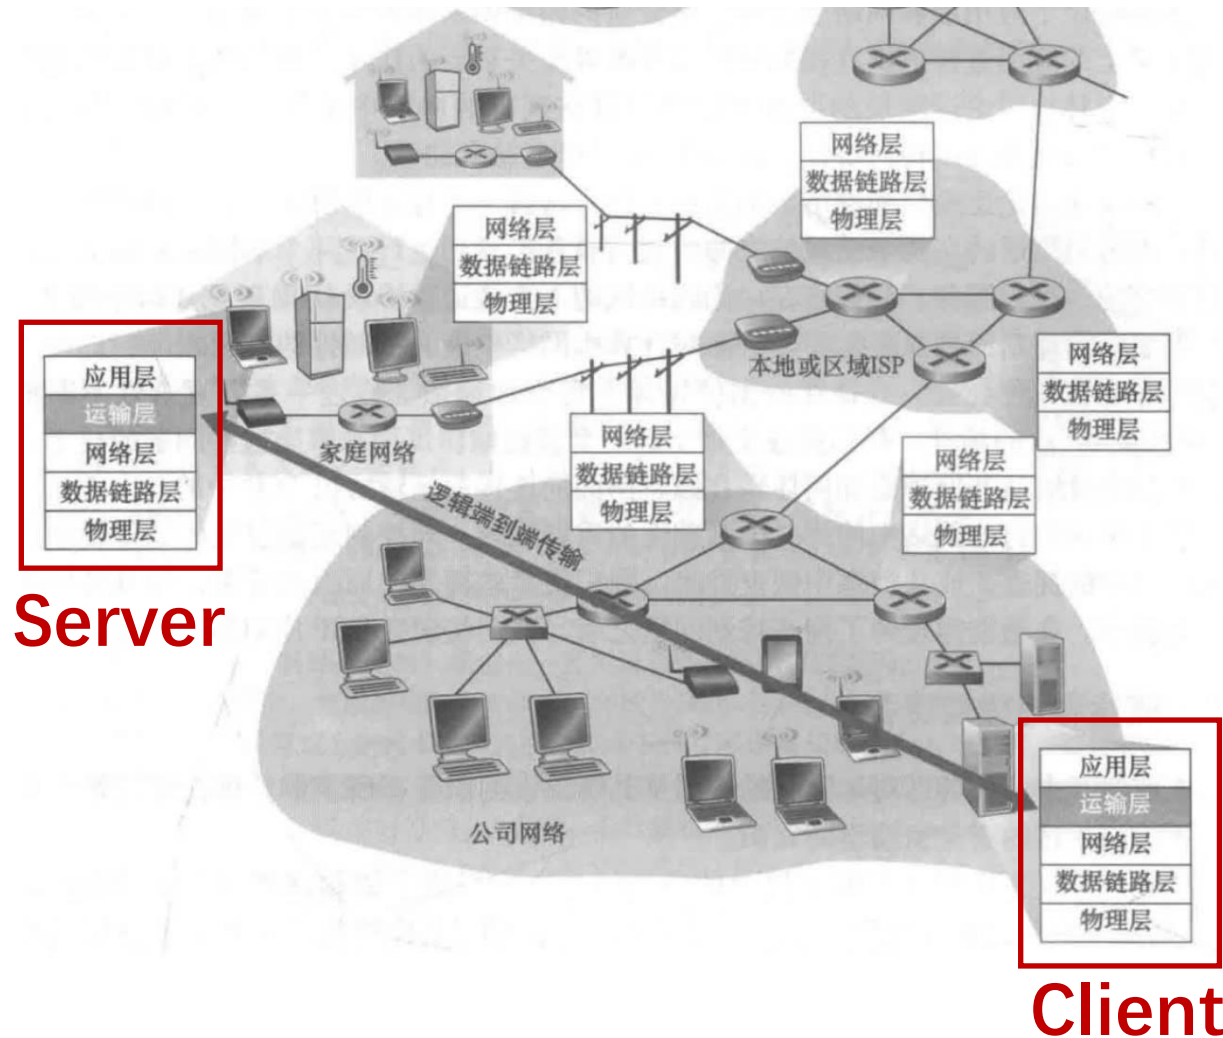 网络层
数据链路层
物理层
网络层
数据链路层
物理层
应用层
运输层
网络层
数据链路层
物理层
Server
家庭网络
本地或区域ISP
网络层
数据链路层
物理层
网络层
数据链路层
物理层
网络层
数据链路层
物理层
逻辑端到端传输
公司网络
应用层
运输层
网络层
数据链路层
物理层
Client